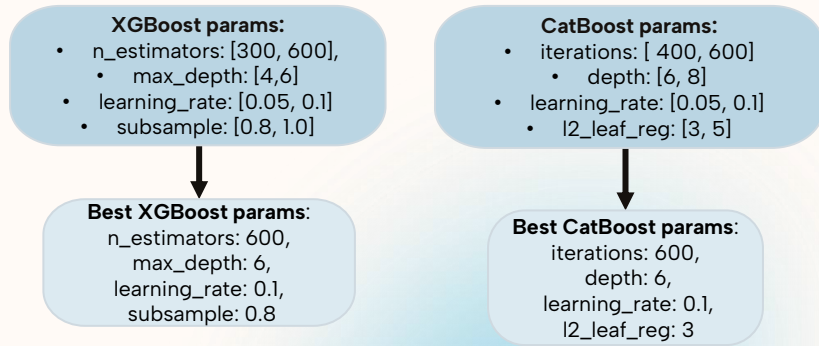 XGBoost params:
• n_estimators: [300, 600],
• max_depth: [4,6]
• learning_rate: [0.05, 0.1]
• subsample: [0.8, 1.0]
Best XGBoost params:
n_estimators: 600,
max_depth: 6,
learning_rate: 0.1,
subsample: 0.8
CatBoost params:
• iterations: [ 400, 600]
• depth: [6, 8]
• learning_rate: [0.05, 0.1]
• l2_leaf_reg: [3, 5]
Best CatBoost params:
iterations: 600,
depth: 6,
learning_rate: 0.1,
l2_leaf_reg: 3